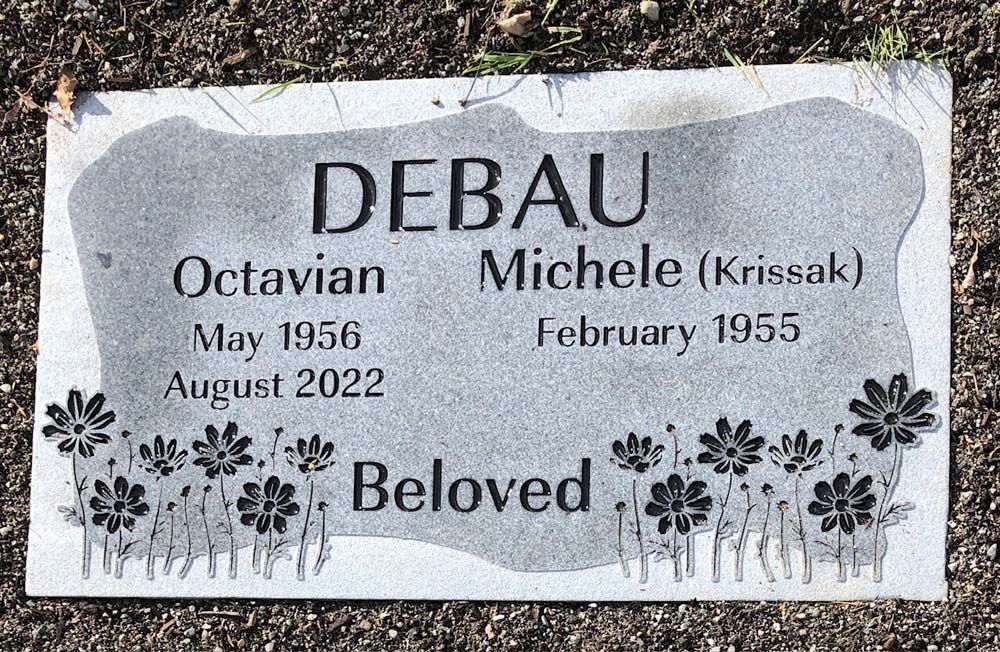 DEBAU
Octavian Michele (Krissak)
May 1956 February 1955
August 2022
Beloved